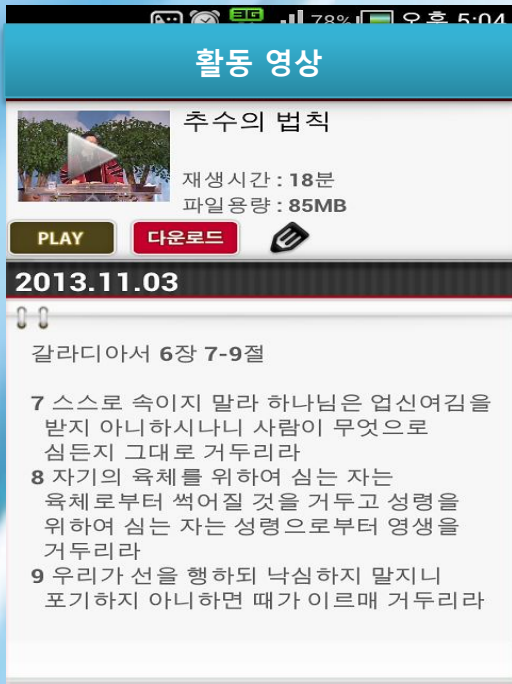 3G 78% 오후 5:04
활동 영상
추수의 법칙
재생시간 : 18분
파일용량 : 85MB
PLAY 다운로드
2013.11.03
갈라디아서 6장 7-9절
7 스스로 속이지 말라 하나님은 업신여김을
받지 아니하시나니 사람이 무엇으로
심든지 그대로 거두리라
8 자기의 육체를 위하여 심는 자는
육체로부터 썩어질 것을 거두고 성령을
위하여 심는 자는 성령으로부터 영생을
거두리라
9 우리가 선을 행하되 낙심하지 말지니
포기하지 아니하면 때가 이르매 거두리라